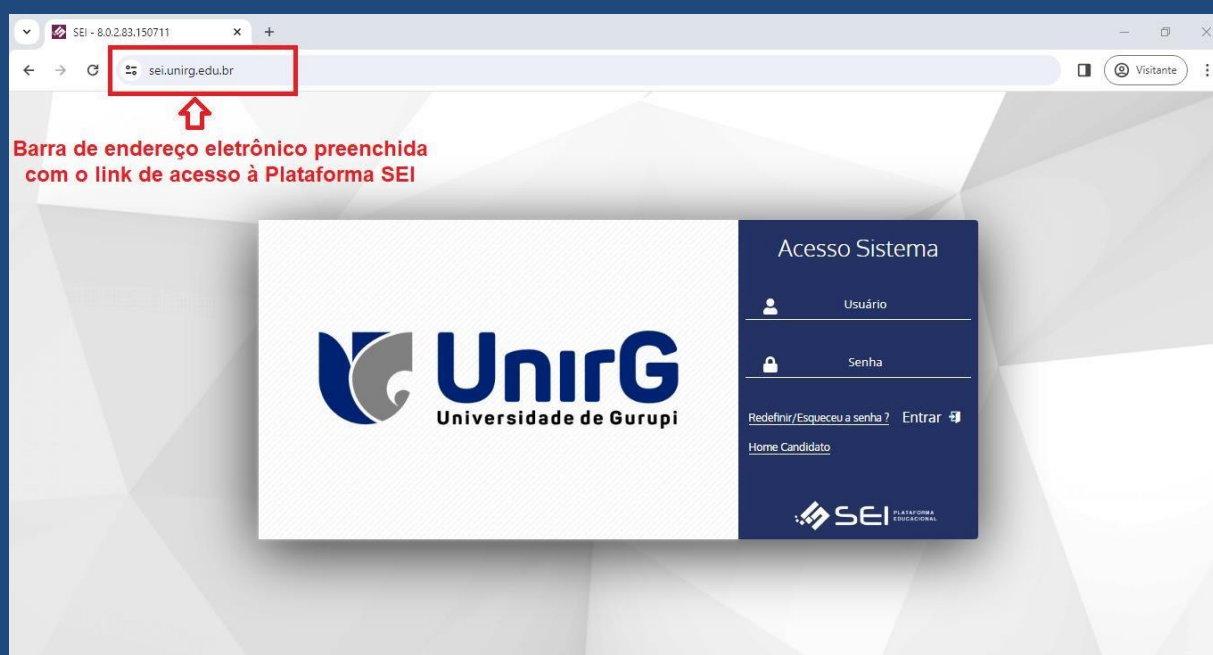 SEI - 8.0.2.83.150711
sei.unirg.edu.br
Visitante
Barra de endereço eletrônico preenchida
com o link de acesso à Plataforma SEI
Acesso Sistema
Usuário
Senha
Redefinir/Esqueceu a senha ? Entrar
Home Candidato
UnirG
Universidade de Gurupi
SEI PLATAFORMA
EDUCACIONAL